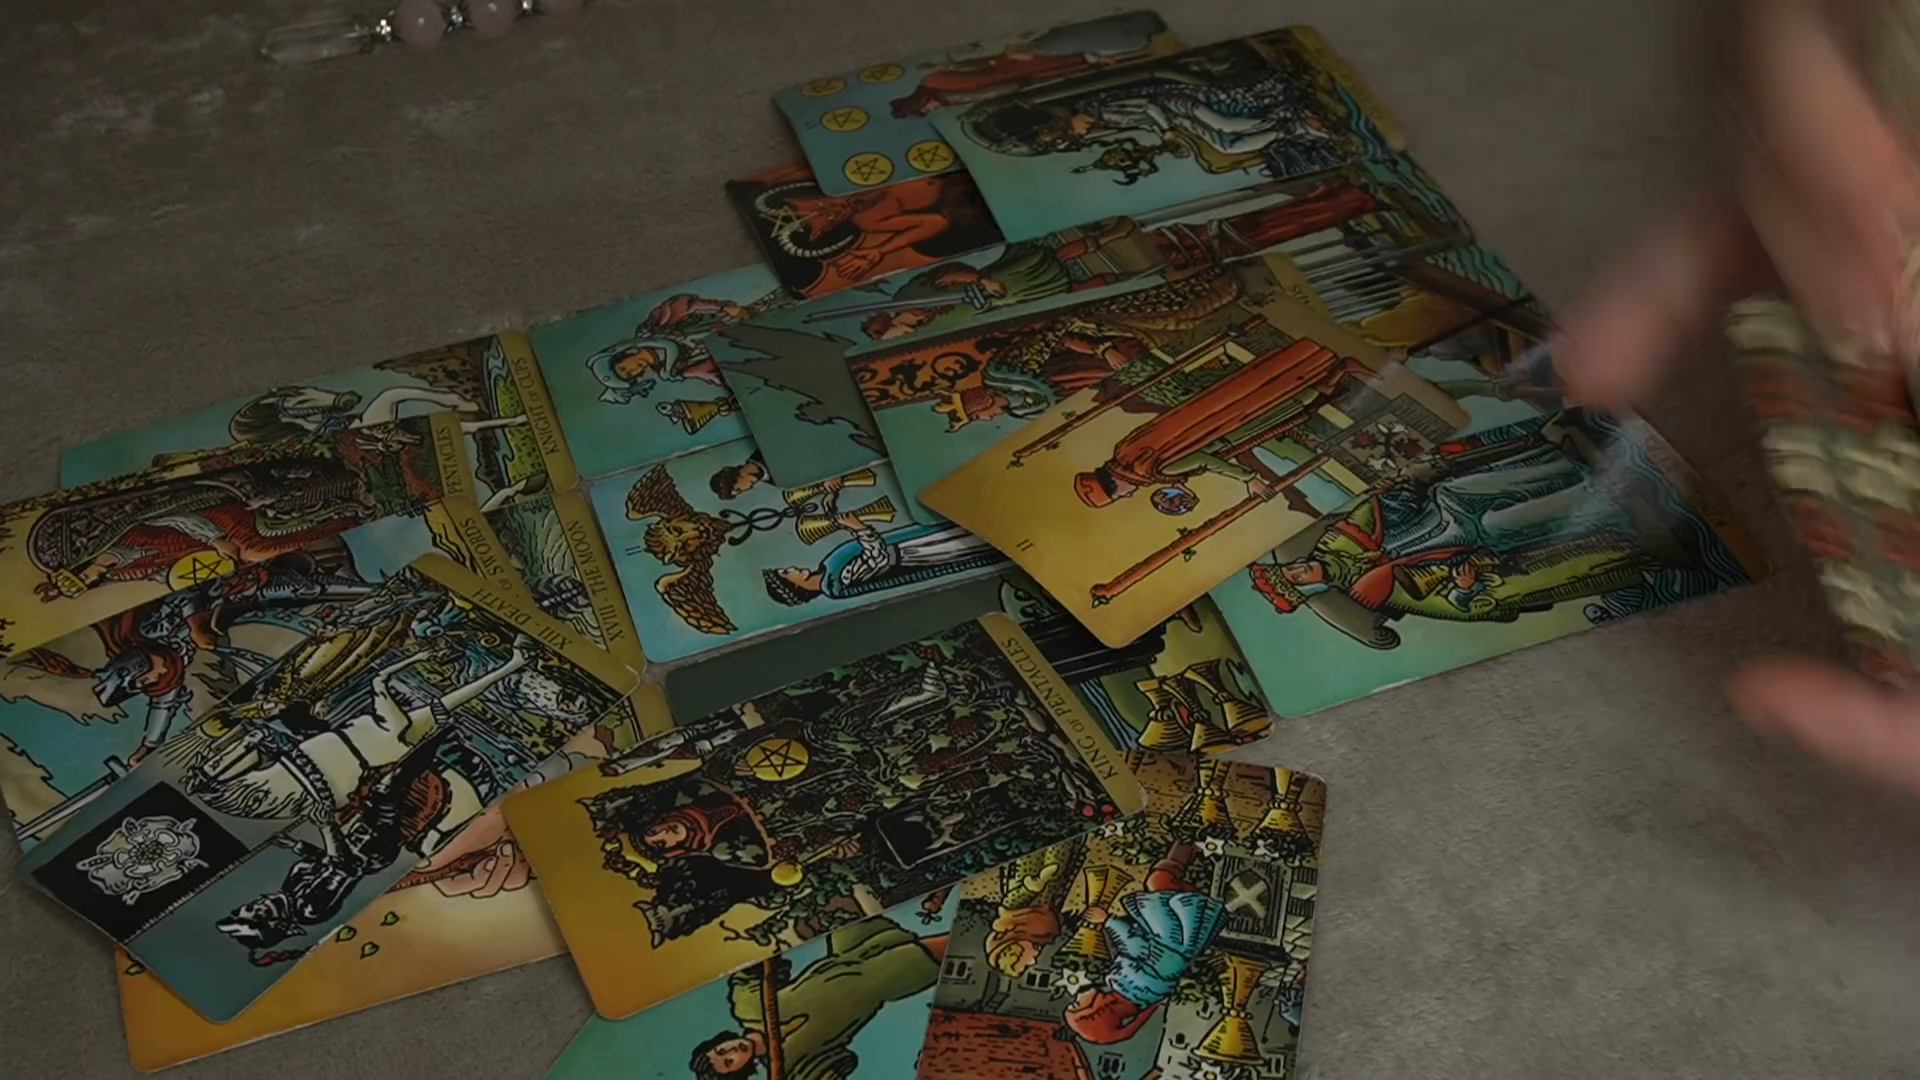 KNIGHT OF CUPS
PENTACLES
OF SWORDS
XVIII · THE MOON
XIII · DEATH
II
II
V
KING OF PENTACLES